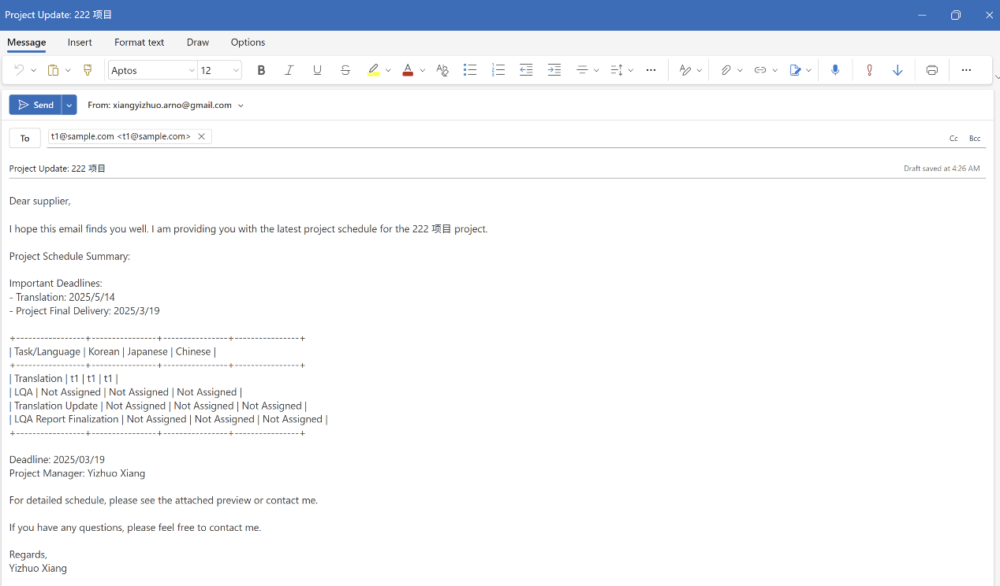 Project Update: 222 项目
Message Insert Format text Draw Options
Aptos 12 B I U S A
Send From: xiangyizhuo.arno@gmail.com
To t1@sample.com <t1@sample.com> Cc Bcc
Project Update: 222 项目 Draft saved at 4:26 AM
Dear supplier,
I hope this email finds you well. I am providing you with the latest project schedule for the 222 项目 project.
Project Schedule Summary:
Important Deadlines:
- Translation: 2025/5/14
- Project Final Delivery: 2025/3/19
+-----------------+----------------+----------------+----------------+
| Task/Language | Korean | Japanese | Chinese |
+-----------------+----------------+----------------+----------------+
| Translation | t1 | t1 | t1 |
| LQA | Not Assigned | Not Assigned | Not Assigned |
| Translation Update | Not Assigned | Not Assigned | Not Assigned |
| LQA Report Finalization | Not Assigned | Not Assigned | Not Assigned |
+-----------------+----------------+----------------+----------------+
Deadline: 2025/03/19
Project Manager: Yizhuo Xiang
For detailed schedule, please see the attached preview or contact me.
If you have any questions, please feel free to contact me.
Regards,
Yizhuo Xiang